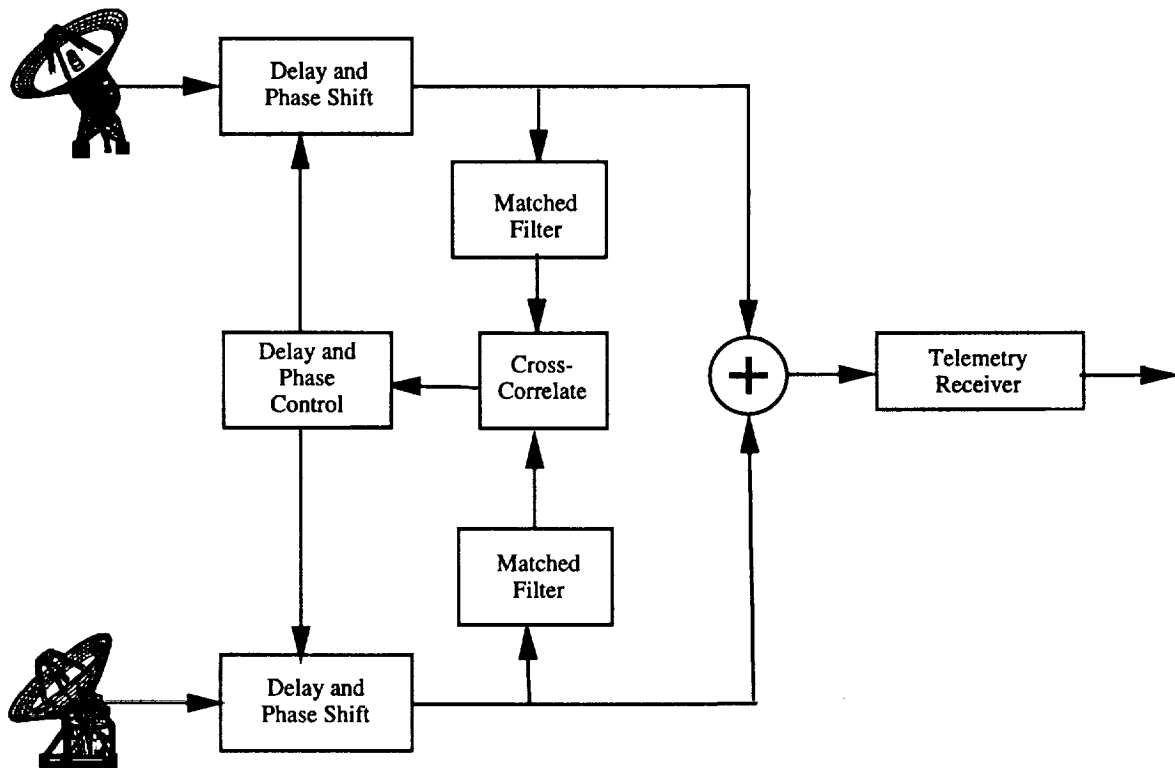 Delay and
Phase Shift
Matched
Filter
Delay and
Phase
Control
Cross-
Correlate
+
Telemetry
Receiver
Matched
Filter
Delay and
Phase Shift